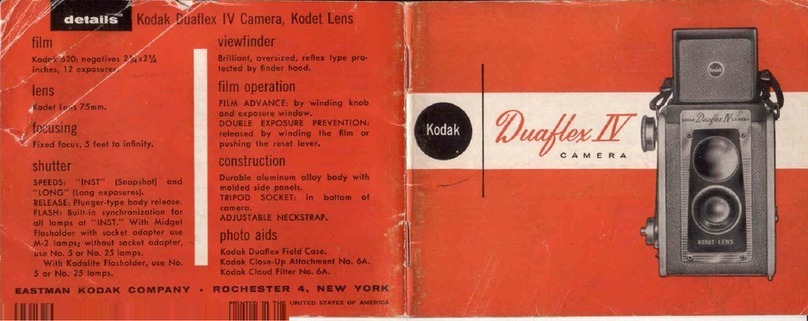 details Kodak Duaflex IV Camera, Kodet Lens
film
Kodak 620; negatives 2¼x2¼
inches, 12 exposures.
lens
Kodet Lens 75mm.
focusing
Fixed focus, 5 feet to infinity.
shutter
SPEEDS: "INST" (Snapshot) and
"LONG" (Long exposures).
RELEASE: Plunger-type body release.
FLASH: Built-in synchronization for
all lamps at "INST." With Midget
Flasholder with socket adapter use
M-2 lamps; without socket adapter,
use No. 5 or No. 25 lamps.
With Kodalite Flasholder, use No.
5 or No. 25 lamps.
viewfinder
Brilliant, oversized, reflex type pro-
tected by finder hood.
film operation
FILM ADVANCE: by winding knob
and exposure window.
DOUBLE EXPOSURE PREVENTION:
released by winding the film or
pushing the reset lever.
construction
Durable aluminum alloy body with
molded side panels.
TRIPOD SOCKET: in bottom of
camera.
ADJUSTABLE NECKSTRAP.
photo aids
Kodak Duaflex Field Case.
Kodak Close-Up Attachment No. 6A.
Kodak Cloud Filter No. 6A.
EASTMAN KODAK COMPANY • ROCHESTER 4, NEW YORK
PRINTED IN THE UNITED STATES OF AMERICA
Kodak
Duaflex IV
CAMERA
Kodak
KODAK Duaflex IV CAMERA
KODET LENS